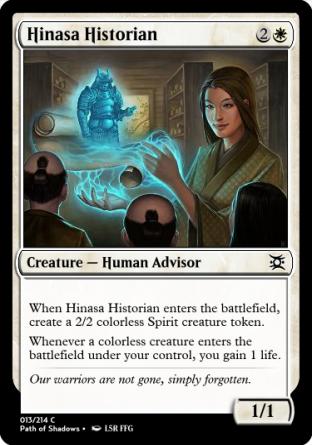 Hinasa Historian 2
Creature — Human Advisor
When Hinasa Historian enters the battlefield,
create a 2/2 colorless Spirit creature token.
Whenever a colorless creature enters the
battlefield under your control, you gain 1 life.
Our warriors are not gone, simply forgotten.
1/1
013/214 C
Path of Shadows • LSR FFG